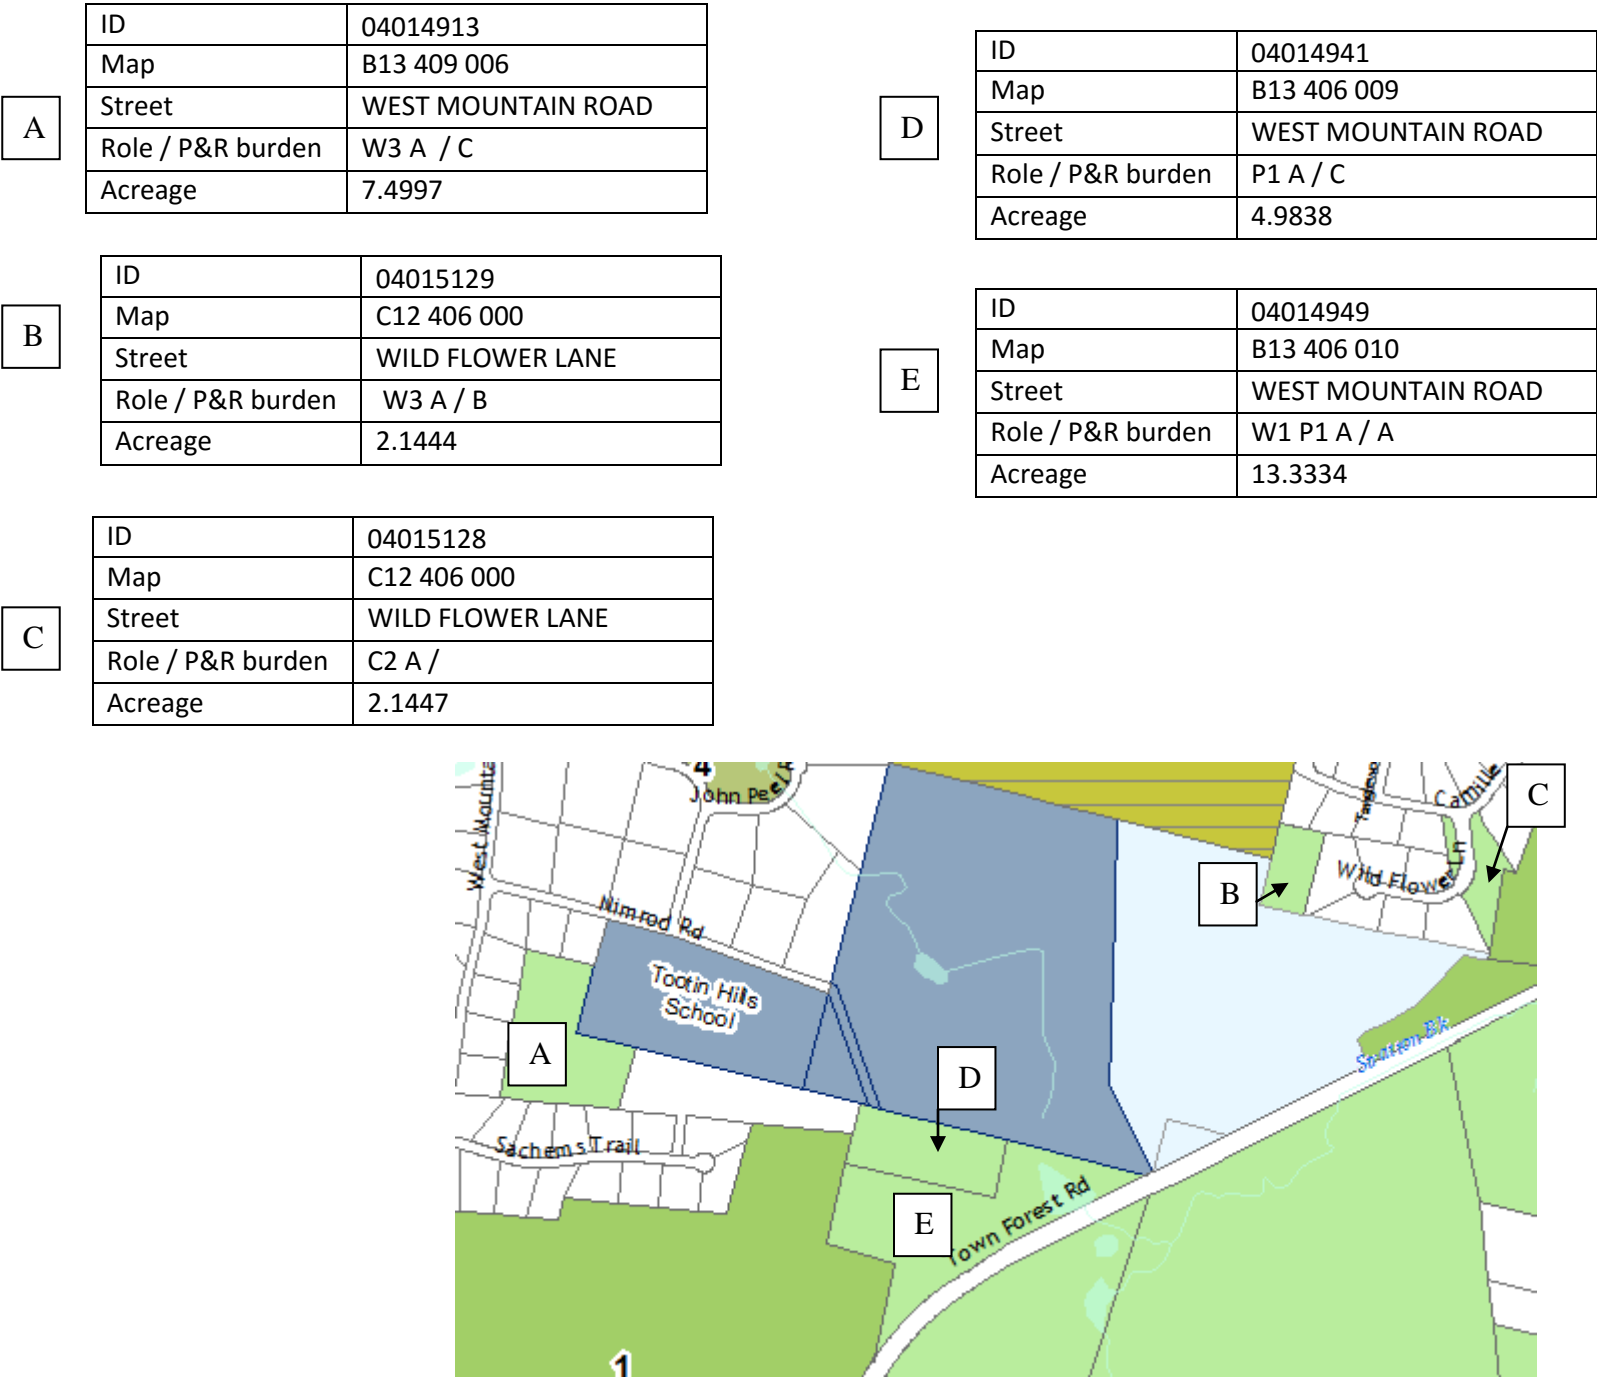 A
ID 04014913
Map B13 409 006
Street WEST MOUNTAIN ROAD
Role / P&R burden W3 A / C
Acreage 7.4997
B
ID 04015129
Map C12 406 000
Street WILD FLOWER LANE
Role / P&R burden W3 A / B
Acreage 2.1444
C
ID 04015128
Map C12 406 000
Street WILD FLOWER LANE
Role / P&R burden C2 A /
Acreage 2.1447
D
ID 04014941
Map B13 406 009
Street WEST MOUNTAIN ROAD
Role / P&R burden P1 A / C
Acreage 4.9838
E
ID 04014949
Map B13 406 010
Street WEST MOUNTAIN ROAD
Role / P&R burden W1 P1 A / A
Acreage 13.3334
West Mounta
4
John Peel R
Camille
C
Wild Flower Ln
B
Nimrod Rd
Tootin Hills
School
A
D
Sachems Trail
E
Town Forest Rd
1